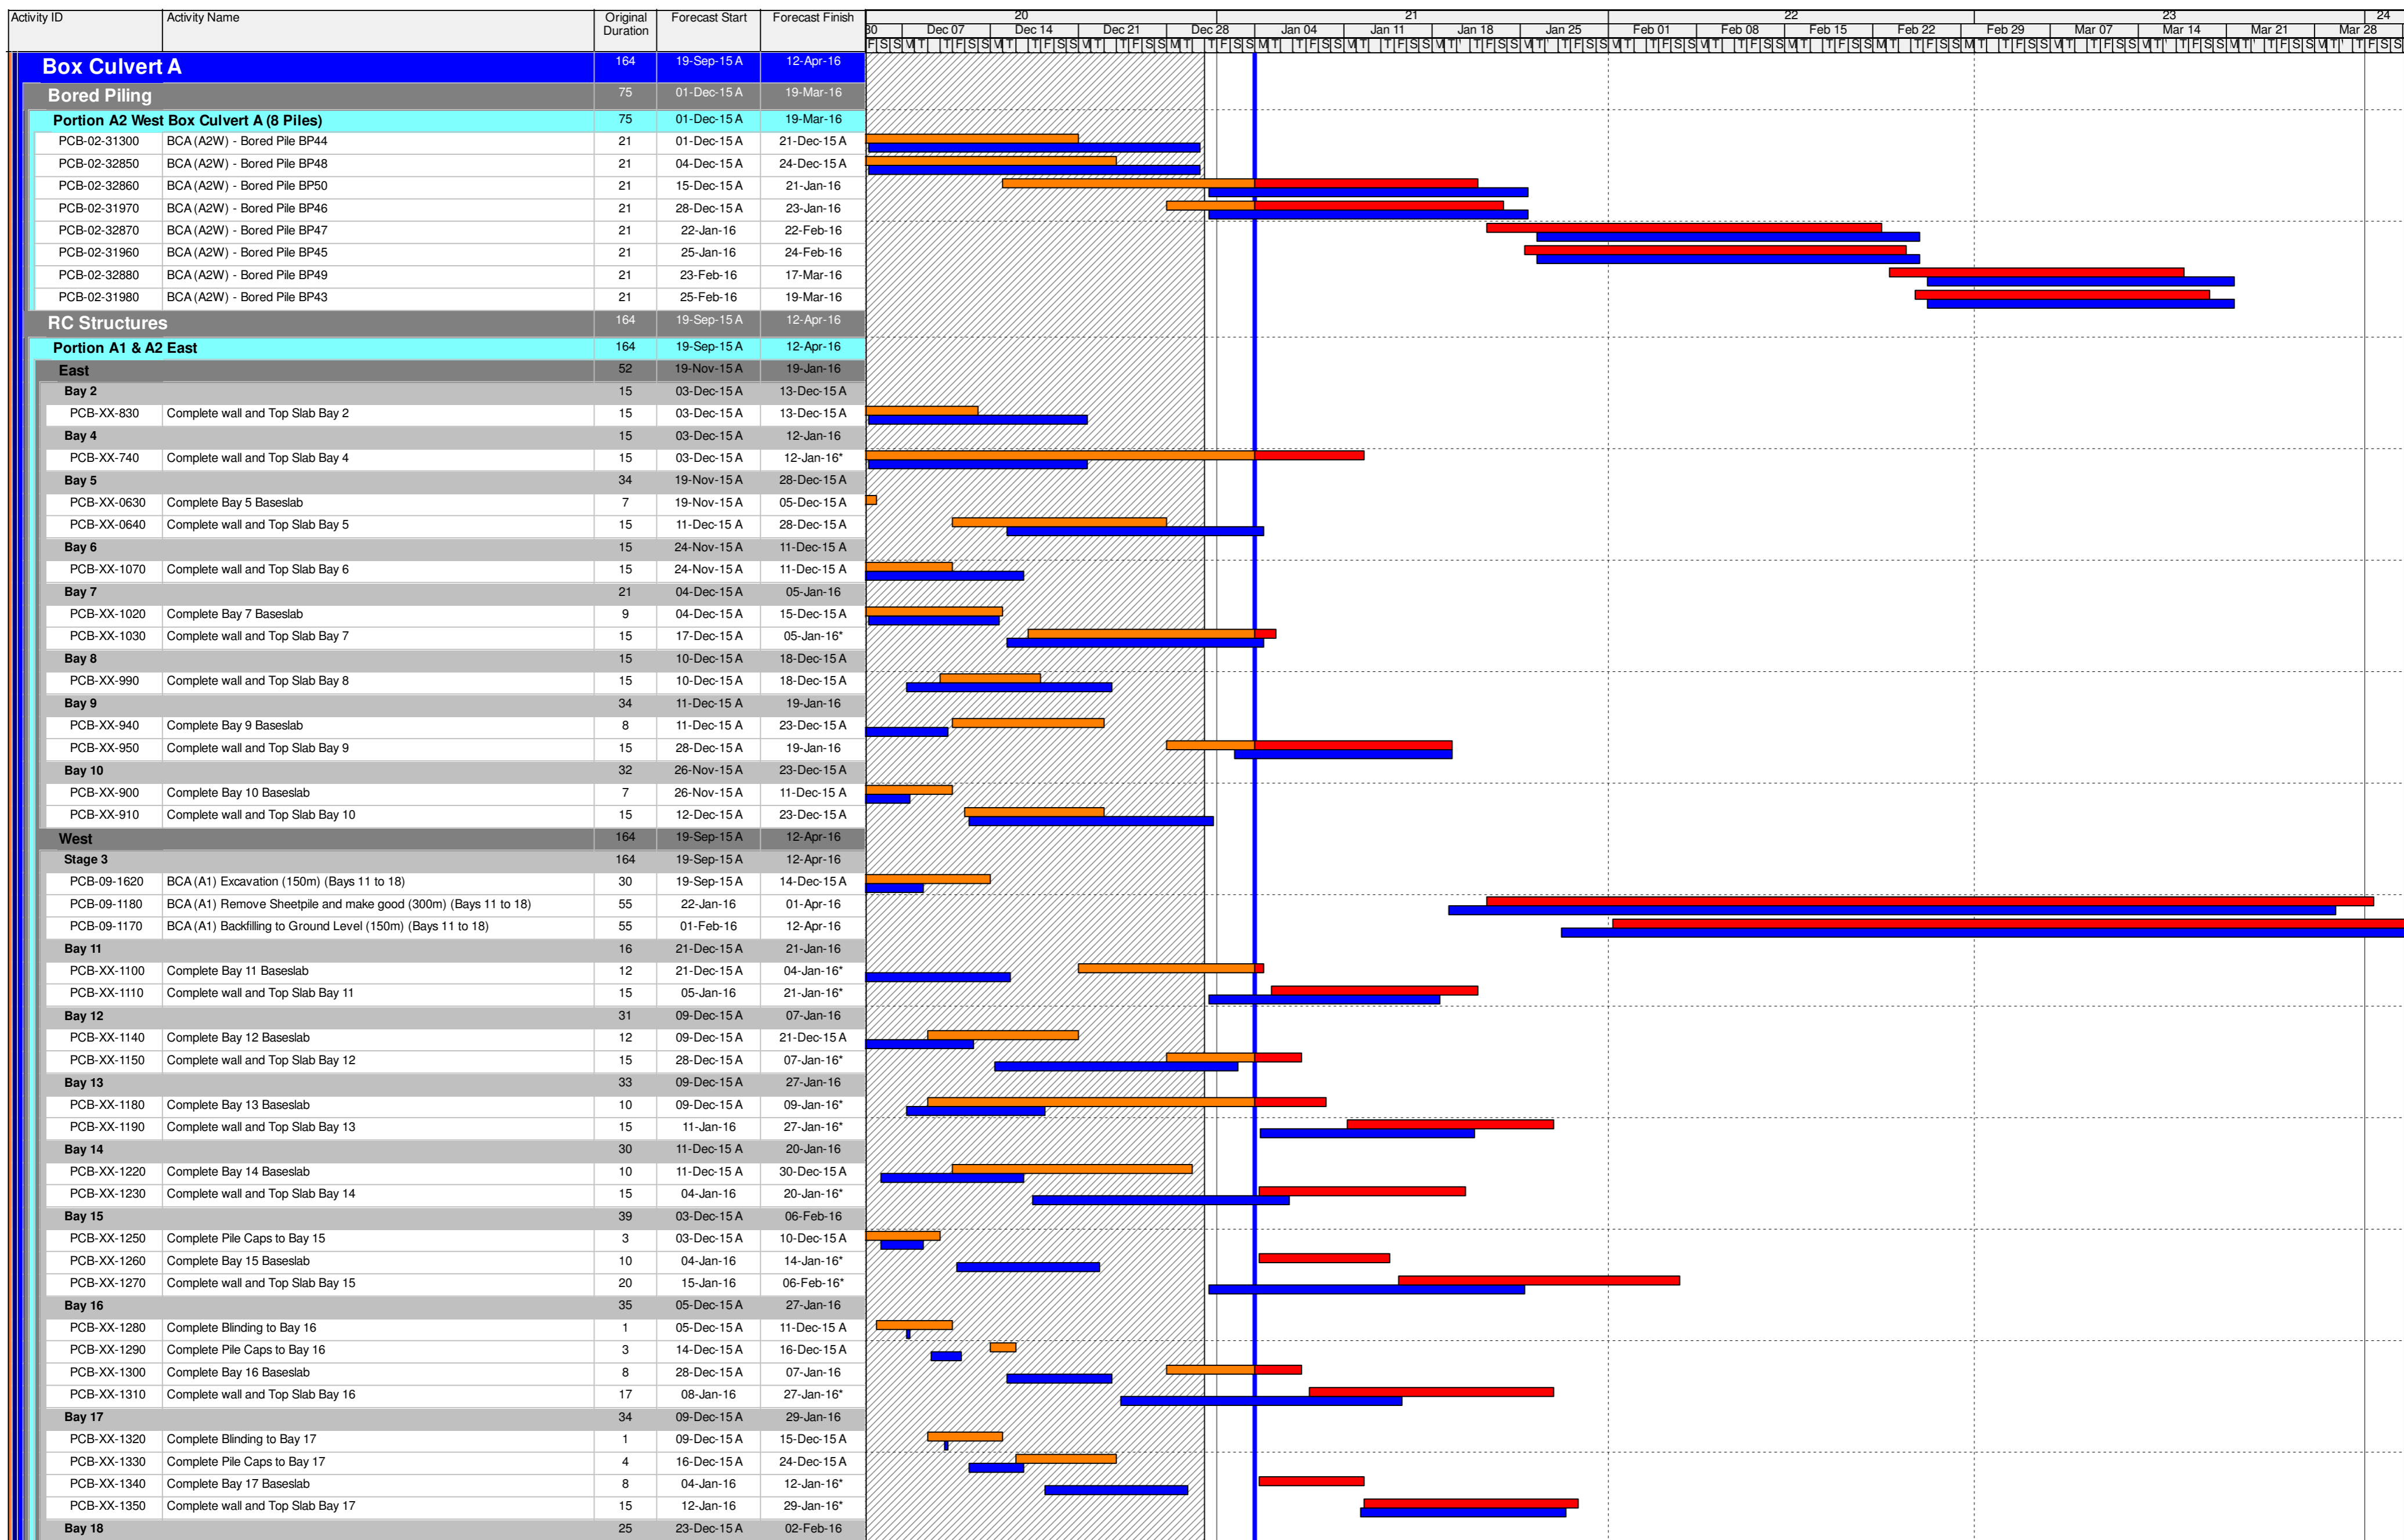 Activity ID Activity Name Original Duration Forecast Start Forecast Finish
20 21 22 23 24
30 Dec 07 Dec 14 Dec 21 Dec 28 Jan 04 Jan 11 Jan 18 Jan 25 Feb 01 Feb 08 Feb 15 Feb 22 Feb 29 Mar 07 Mar 14 Mar 21 Mar 28
Box Culvert A 164 19-Sep-15 A 12-Apr-16
Bored Piling 75 01-Dec-15 A 19-Mar-16
Portion A2 West Box Culvert A (8 Piles) 75 01-Dec-15 A 19-Mar-16
PCB-02-31300 BCA (A2W) - Bored Pile BP44 21 01-Dec-15 A 21-Dec-15 A
PCB-02-32850 BCA (A2W) - Bored Pile BP48 21 04-Dec-15 A 24-Dec-15 A
PCB-02-32860 BCA (A2W) - Bored Pile BP50 21 15-Dec-15 A 21-Jan-16
PCB-02-31970 BCA (A2W) - Bored Pile BP46 21 28-Dec-15 A 23-Jan-16
PCB-02-32870 BCA (A2W) - Bored Pile BP47 21 22-Jan-16 22-Feb-16
PCB-02-31960 BCA (A2W) - Bored Pile BP45 21 25-Jan-16 24-Feb-16
PCB-02-32880 BCA (A2W) - Bored Pile BP49 21 23-Feb-16 17-Mar-16
PCB-02-31980 BCA (A2W) - Bored Pile BP43 21 25-Feb-16 19-Mar-16
RC Structures 164 19-Sep-15 A 12-Apr-16
Portion A1 & A2 East 164 19-Sep-15 A 12-Apr-16
East 52 19-Nov-15 A 19-Jan-16
Bay 2 15 03-Dec-15 A 13-Dec-15 A
PCB-XX-830 Complete wall and Top Slab Bay 2 15 03-Dec-15 A 13-Dec-15 A
Bay 4 15 03-Dec-15 A 12-Jan-16
PCB-XX-740 Complete wall and Top Slab Bay 4 15 03-Dec-15 A 12-Jan-16*
Bay 5 34 19-Nov-15 A 28-Dec-15 A
PCB-XX-0630 Complete Bay 5 Baseslab 7 19-Nov-15 A 05-Dec-15 A
PCB-XX-0640 Complete wall and Top Slab Bay 5 15 11-Dec-15 A 28-Dec-15 A
Bay 6 15 24-Nov-15 A 11-Dec-15 A
PCB-XX-1070 Complete wall and Top Slab Bay 6 15 24-Nov-15 A 11-Dec-15 A
Bay 7 21 04-Dec-15 A 05-Jan-16
PCB-XX-1020 Complete Bay 7 Baseslab 9 04-Dec-15 A 15-Dec-15 A
PCB-XX-1030 Complete wall and Top Slab Bay 7 15 17-Dec-15 A 05-Jan-16*
Bay 8 15 10-Dec-15 A 18-Dec-15 A
PCB-XX-990 Complete wall and Top Slab Bay 8 15 10-Dec-15 A 18-Dec-15 A
Bay 9 34 11-Dec-15 A 19-Jan-16
PCB-XX-940 Complete Bay 9 Baseslab 8 11-Dec-15 A 23-Dec-15 A
PCB-XX-950 Complete wall and Top Slab Bay 9 15 28-Dec-15 A 19-Jan-16
Bay 10 32 26-Nov-15 A 23-Dec-15 A
PCB-XX-900 Complete Bay 10 Baseslab 7 26-Nov-15 A 11-Dec-15 A
PCB-XX-910 Complete wall and Top Slab Bay 10 15 12-Dec-15 A 23-Dec-15 A
West 164 19-Sep-15 A 12-Apr-16
Stage 3 164 19-Sep-15 A 12-Apr-16
PCB-09-1620 BCA (A1) Excavation (150m) (Bays 11 to 18) 30 19-Sep-15 A 14-Dec-15 A
PCB-09-1180 BCA (A1) Remove Sheetpile and make good (300m) (Bays 11 to 18) 55 22-Jan-16 01-Apr-16
PCB-09-1170 BCA (A1) Backfilling to Ground Level (150m) (Bays 11 to 18) 55 01-Feb-16 12-Apr-16
Bay 11 16 21-Dec-15 A 21-Jan-16
PCB-XX-1100 Complete Bay 11 Baseslab 12 21-Dec-15 A 04-Jan-16*
PCB-XX-1110 Complete wall and Top Slab Bay 11 15 05-Jan-16 21-Jan-16*
Bay 12 31 09-Dec-15 A 07-Jan-16
PCB-XX-1140 Complete Bay 12 Baseslab 12 09-Dec-15 A 21-Dec-15 A
PCB-XX-1150 Complete wall and Top Slab Bay 12 15 28-Dec-15 A 07-Jan-16*
Bay 13 33 09-Dec-15 A 27-Jan-16
PCB-XX-1180 Complete Bay 13 Baseslab 10 09-Dec-15 A 09-Jan-16*
PCB-XX-1190 Complete wall and Top Slab Bay 13 15 11-Jan-16 27-Jan-16*
Bay 14 30 11-Dec-15 A 20-Jan-16
PCB-XX-1220 Complete Bay 14 Baseslab 10 11-Dec-15 A 30-Dec-15 A
PCB-XX-1230 Complete wall and Top Slab Bay 14 15 04-Jan-16 20-Jan-16*
Bay 15 39 03-Dec-15 A 06-Feb-16
PCB-XX-1250 Complete Pile Caps to Bay 15 3 03-Dec-15 A 10-Dec-15 A
PCB-XX-1260 Complete Bay 15 Baseslab 10 04-Jan-16 14-Jan-16*
PCB-XX-1270 Complete wall and Top Slab Bay 15 20 15-Jan-16 06-Feb-16*
Bay 16 35 05-Dec-15 A 27-Jan-16
PCB-XX-1280 Complete Blinding to Bay 16 1 05-Dec-15 A 11-Dec-15 A
PCB-XX-1290 Complete Pile Caps to Bay 16 3 14-Dec-15 A 16-Dec-15 A
PCB-XX-1300 Complete Bay 16 Baseslab 8 28-Dec-15 A 07-Jan-16
PCB-XX-1310 Complete wall and Top Slab Bay 16 17 08-Jan-16 27-Jan-16*
Bay 17 34 09-Dec-15 A 29-Jan-16
PCB-XX-1320 Complete Blinding to Bay 17 1 09-Dec-15 A 15-Dec-15 A
PCB-XX-1330 Complete Pile Caps to Bay 17 4 16-Dec-15 A 24-Dec-15 A
PCB-XX-1340 Complete Bay 17 Baseslab 8 04-Jan-16 12-Jan-16*
PCB-XX-1350 Complete wall and Top Slab Bay 17 15 12-Jan-16 29-Jan-16*
Bay 18 25 23-Dec-15 A 02-Feb-16